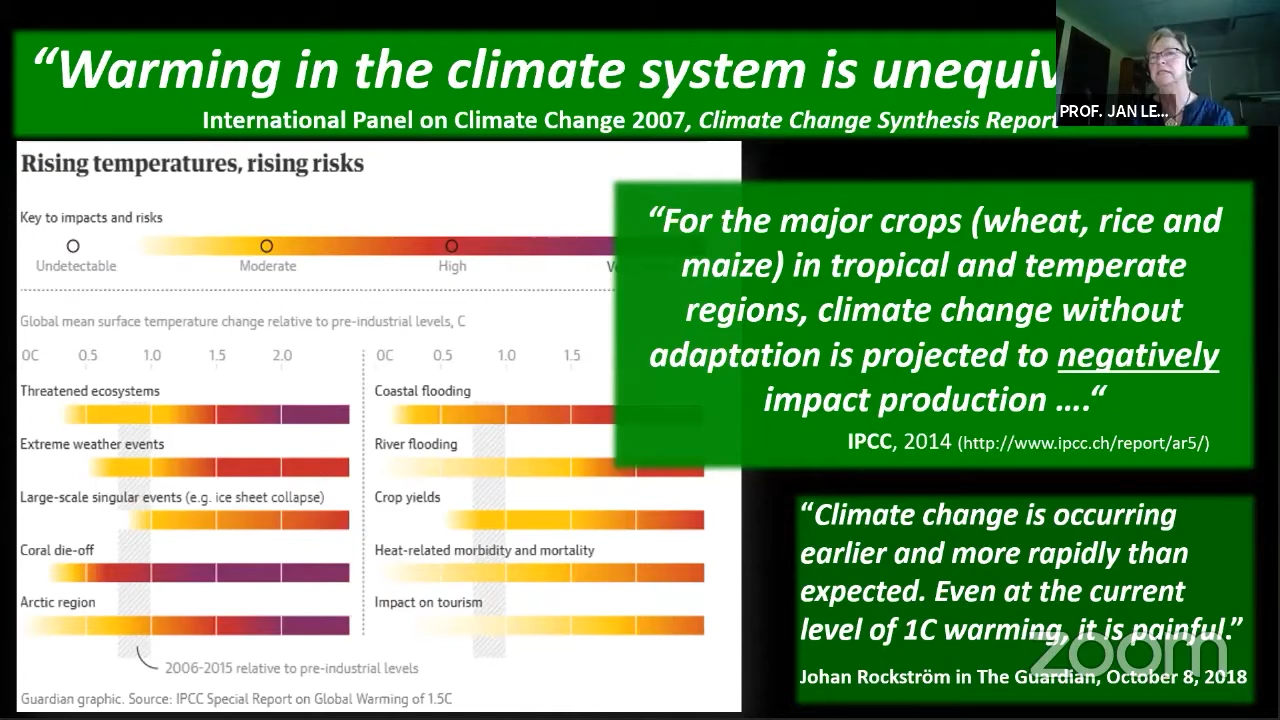 “Warming in the climate system is unequiv
International Panel on Climate Change 2007, Climate Change Synthesis Report
PROF. JAN LE...
Rising temperatures, rising risks
Key to impacts and risks
Undetectable
Moderate
High
Global mean surface temperature change relative to pre-industrial levels, C
0C 0.5 1.0 1.5 2.0
0C 0.5 1.0 1.5
Threatened ecosystems
Extreme weather events
Large-scale singular events (e.g. ice sheet collapse)
Coral die-off
Arctic region
Coastal flooding
River flooding
Crop yields
Heat-related morbidity and mortality
Impact on tourism
2006-2015 relative to pre-industrial levels
Guardian graphic. Source: IPCC Special Report on Global Warming of 1.5C
“For the major crops (wheat, rice and
maize) in tropical and temperate
regions, climate change without
adaptation is projected to negatively
impact production ....“
IPCC, 2014 (http://www.ipcc.ch/report/ar5/)
“Climate change is occurring
earlier and more rapidly than
expected. Even at the current
level of 1C warming, it is painful.”
Johan Rockström in The Guardian, October 8, 2018
zoom